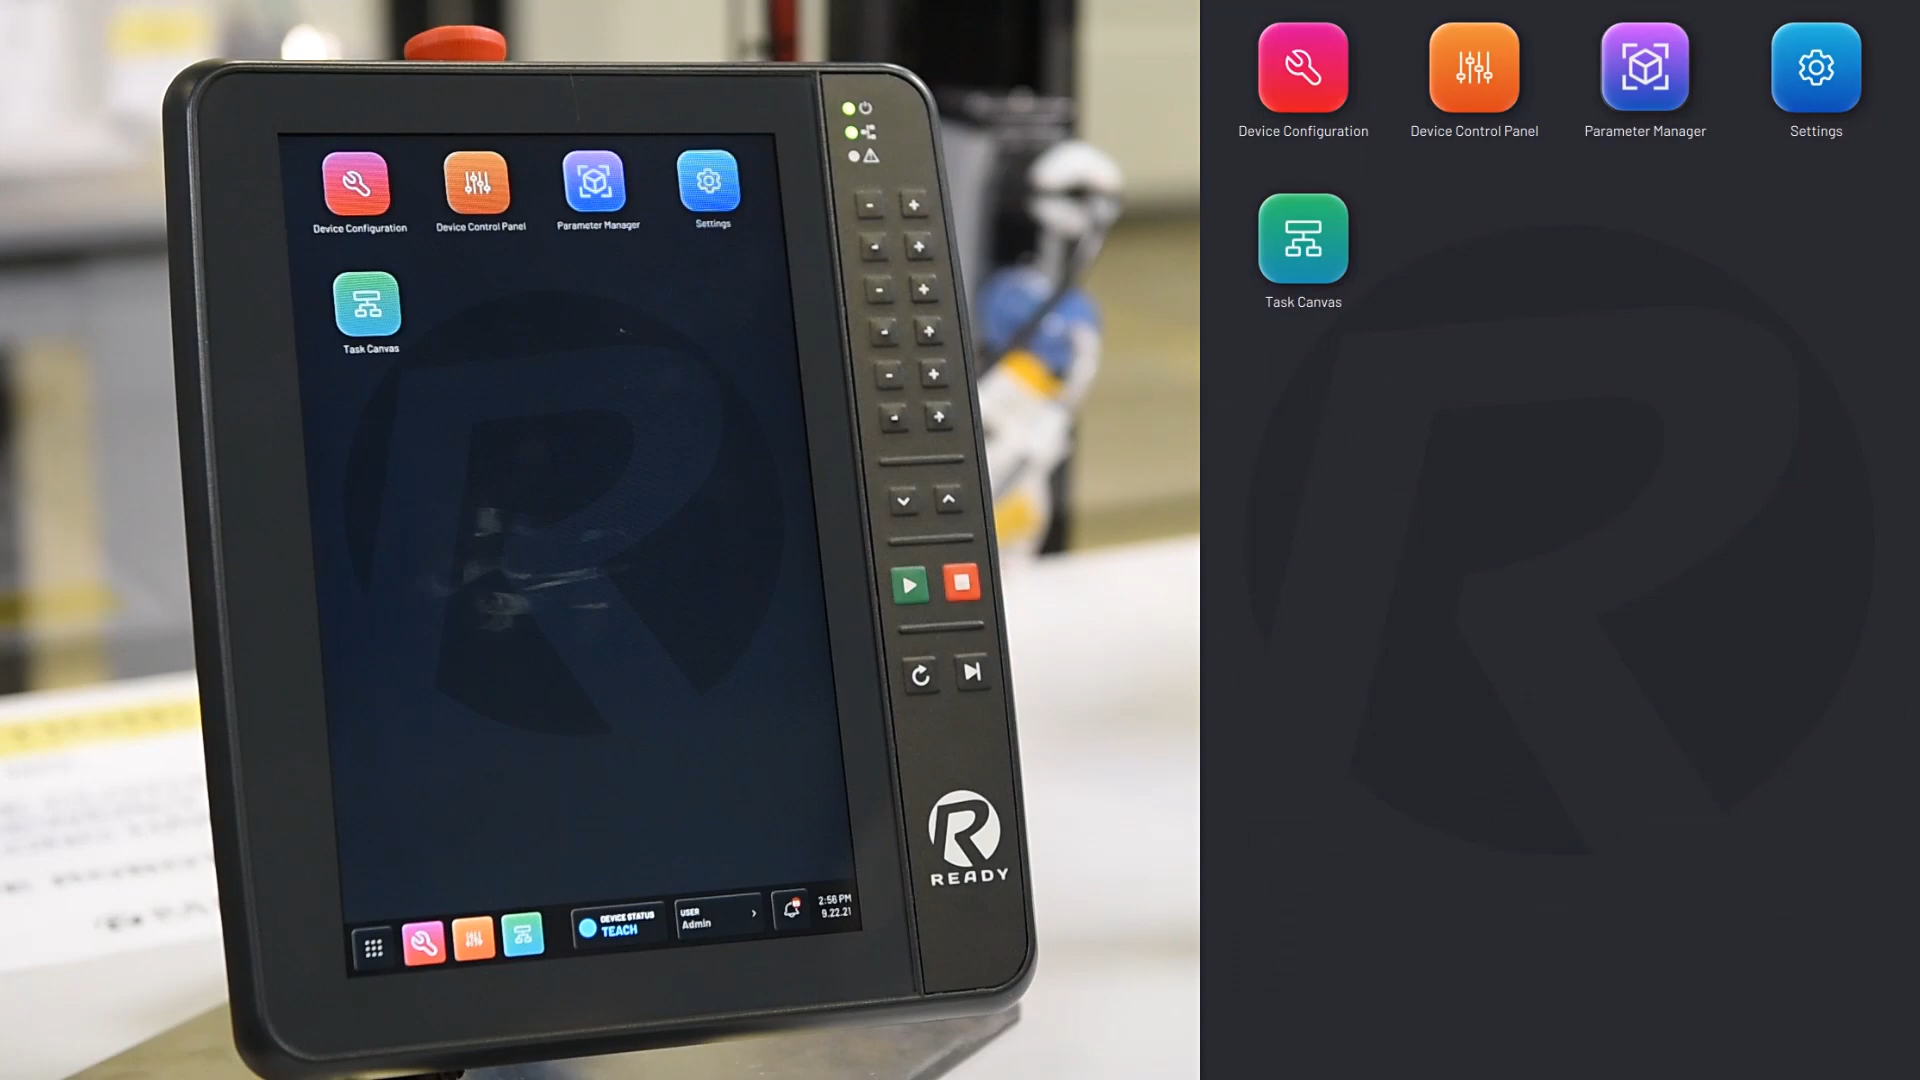 Device Configuration
Device Control Panel
Parameter Manager
Settings
Task Canvas
DEVICE STATUS
TEACH
USER
Admin
2:56 PM
9.22.21
R
READY
Device Configuration
Device Control Panel
Parameter Manager
Settings
Task Canvas